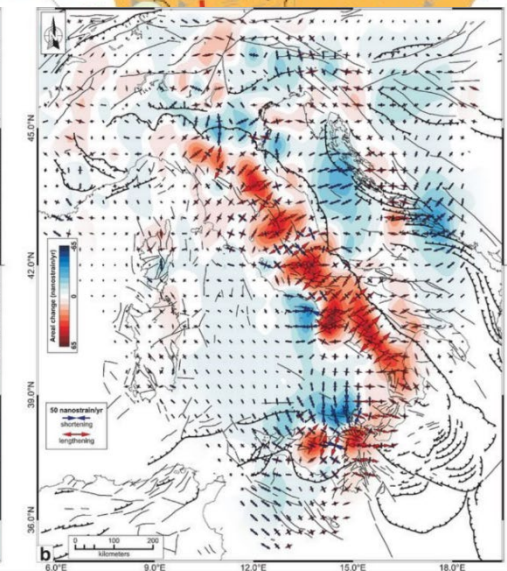 45.0°N
42.0°N
Areal change (nanostrain/yr)
-65
0
65
39.0°N
50 nanostrain/yr
shortening
lengthening
36.0°N
b
0 100 200
kilometers
6.0°E 9.0°E 12.0°E 15.0°E 18.0°E